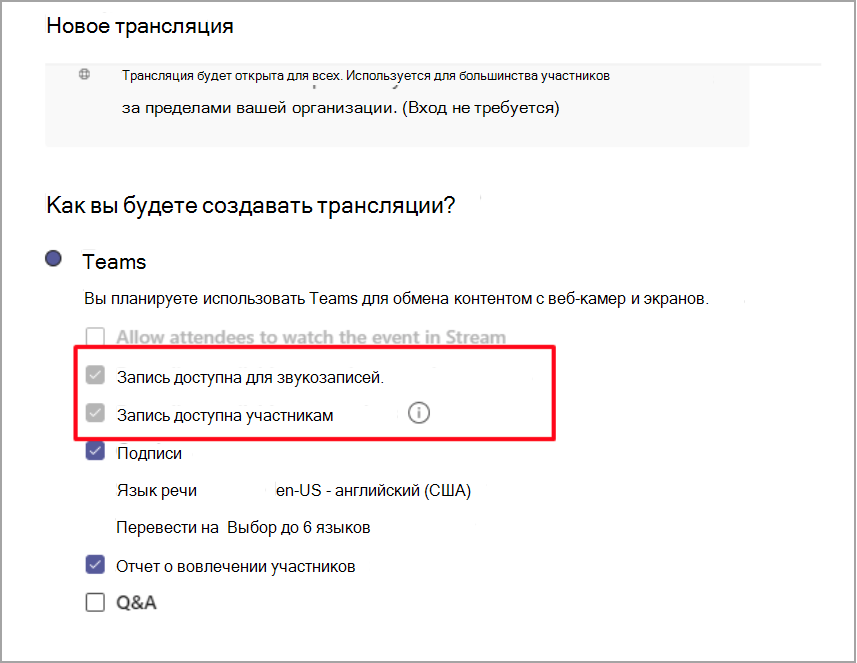 Новое трансляция
Трансляция будет открыта для всех. Используется для большинства участников
за пределами вашей организации. (Вход не требуется)
Как вы будете создавать трансляции?
Teams
Вы планируете использовать Teams для обмена контентом с веб-камер и экранов.
Allow attendees to watch the event in Stream
Запись доступна для звукозаписей.
Запись доступна участникам
Подписи
Язык речи en-US - английский (США)
Перевести на Выбор до 6 языков
Отчет о вовлечении участников
Q&A